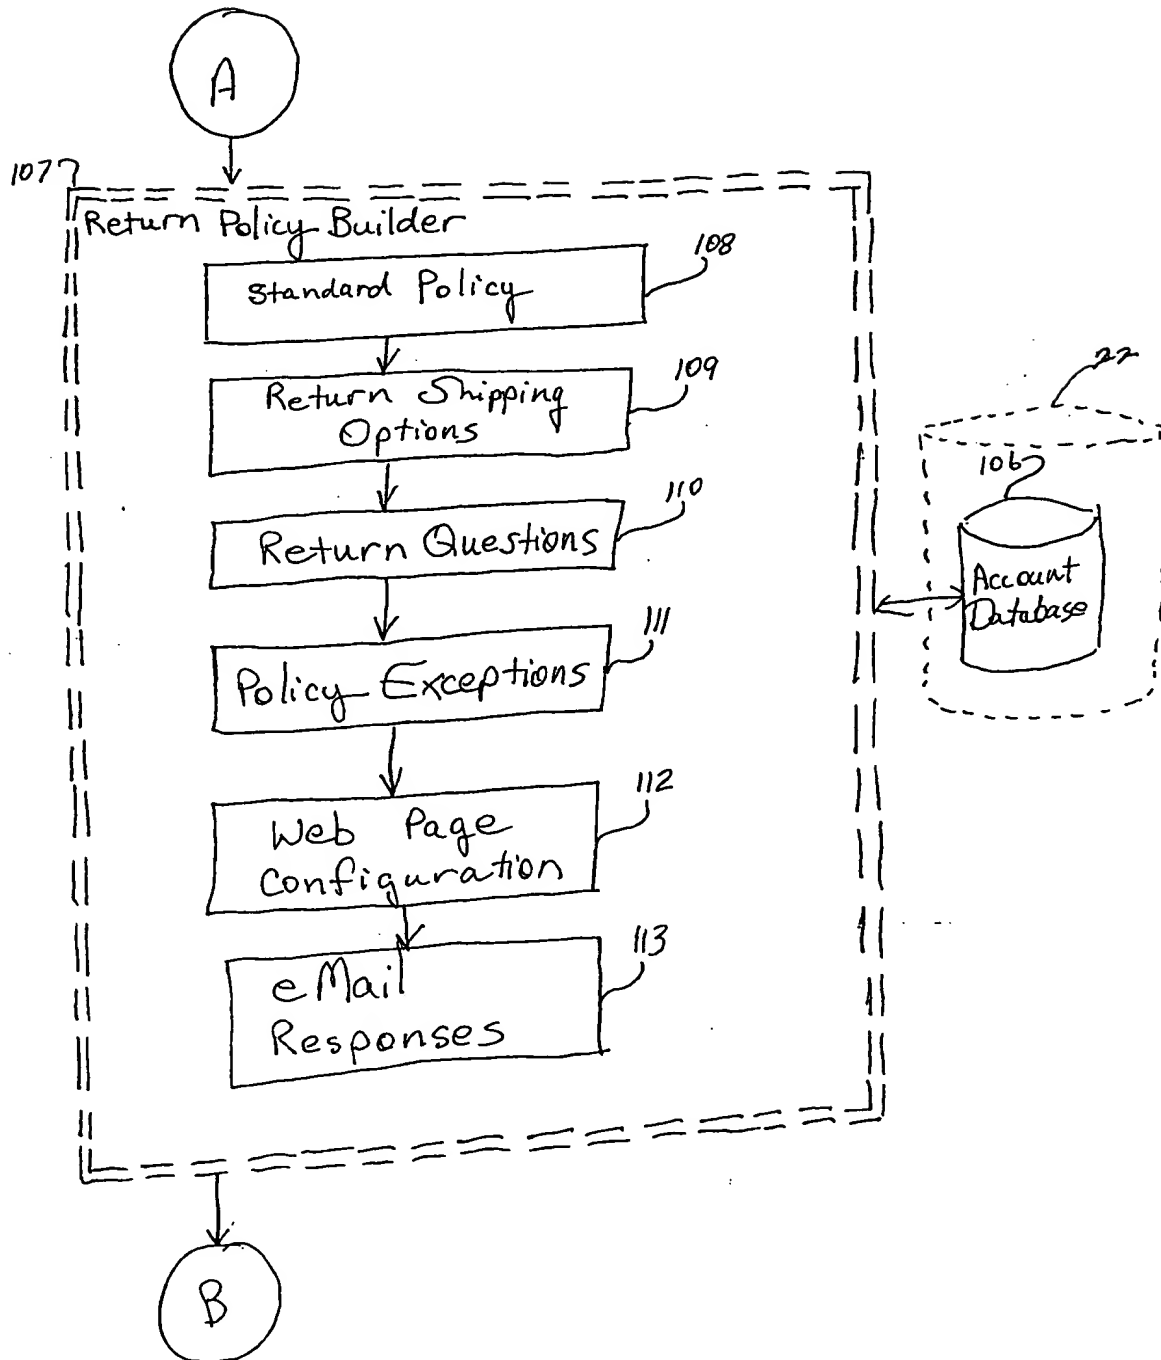 A
107
Return Policy Builder
Standard Policy
108
Return Shipping
Options
109
Return Questions
110
Policy Exceptions
111
Web Page
Configuration
112
eMail
Responses
113
22
106
Account
Database
B